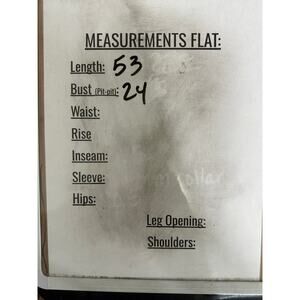 MEASUREMENTS FLAT:
Length: 53
Bust (Pit-pit): 24
Waist:
Rise
Inseam:
Sleeve:
Hips:
Leg Opening:
Shoulders: